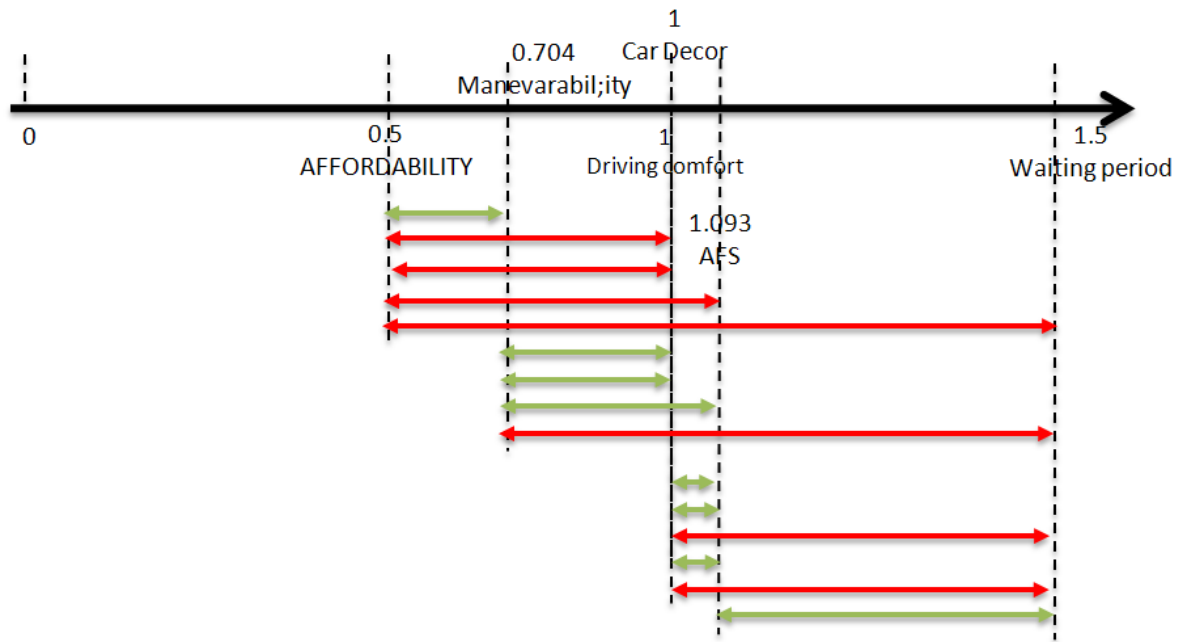 1
Car Decor
0.704
Manevarabil;ity
0
0.5
AFFORDABILITY
1
Driving comfort
1.5
Waiting period
1.093
AFS